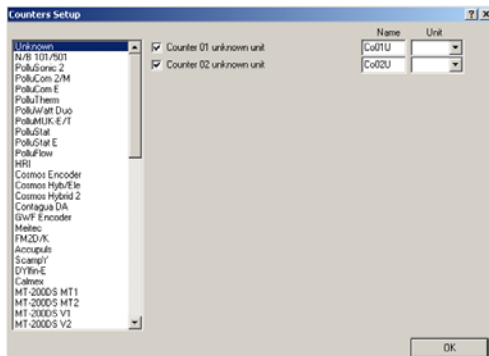 Counters Setup
Name Unit
Unknown
N/B 101/501
PolluSonic 2
PolluCom 2/M
PolluCom E
PolluTherm
PolluWatt Duo
PolluMUK-E/T
PolluStat
PolluStat E
PolluFlow
HRI
Cosmos Encoder
Cosmos Hyb/Ele
Cosmos Hybrid 2
Contagua DA
GWF Encoder
Meitec
FM2D/K
Accupuls
ScampY
DYlfin-E
Calmex
MT-200DS MT1
MT-200DS MT2
MT-200DS V1
MT-200DS V2
Counter 01 unknown unit Co01U
Counter 02 unknown unit Co02U
OK